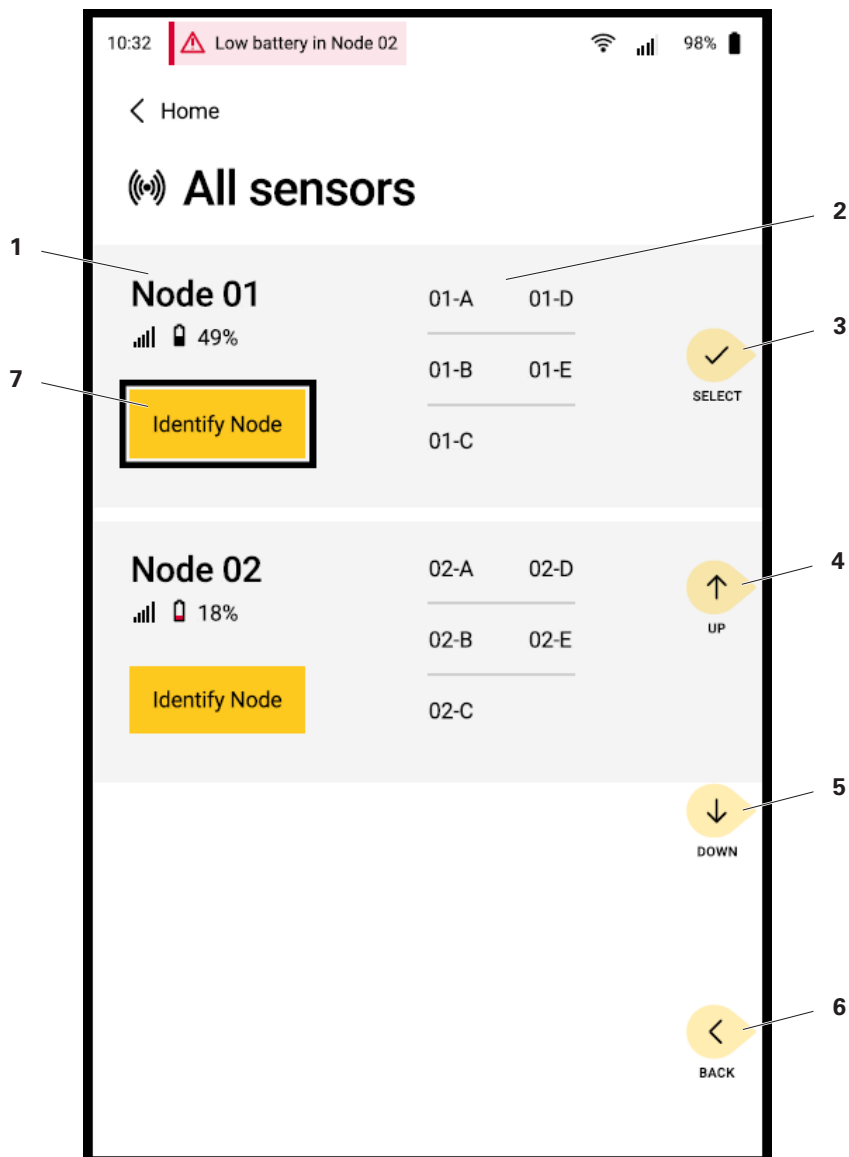 10:32 Low battery in Node 02 98%
Home
All sensors
2
1
Node 01
01-A 01-D
3
49%
7
01-B 01-E
SELECT
Identify Node
01-C
4
Node 02
02-A 02-D
18%
UP
02-B 02-E
Identify Node
02-C
5
DOWN
6
BACK